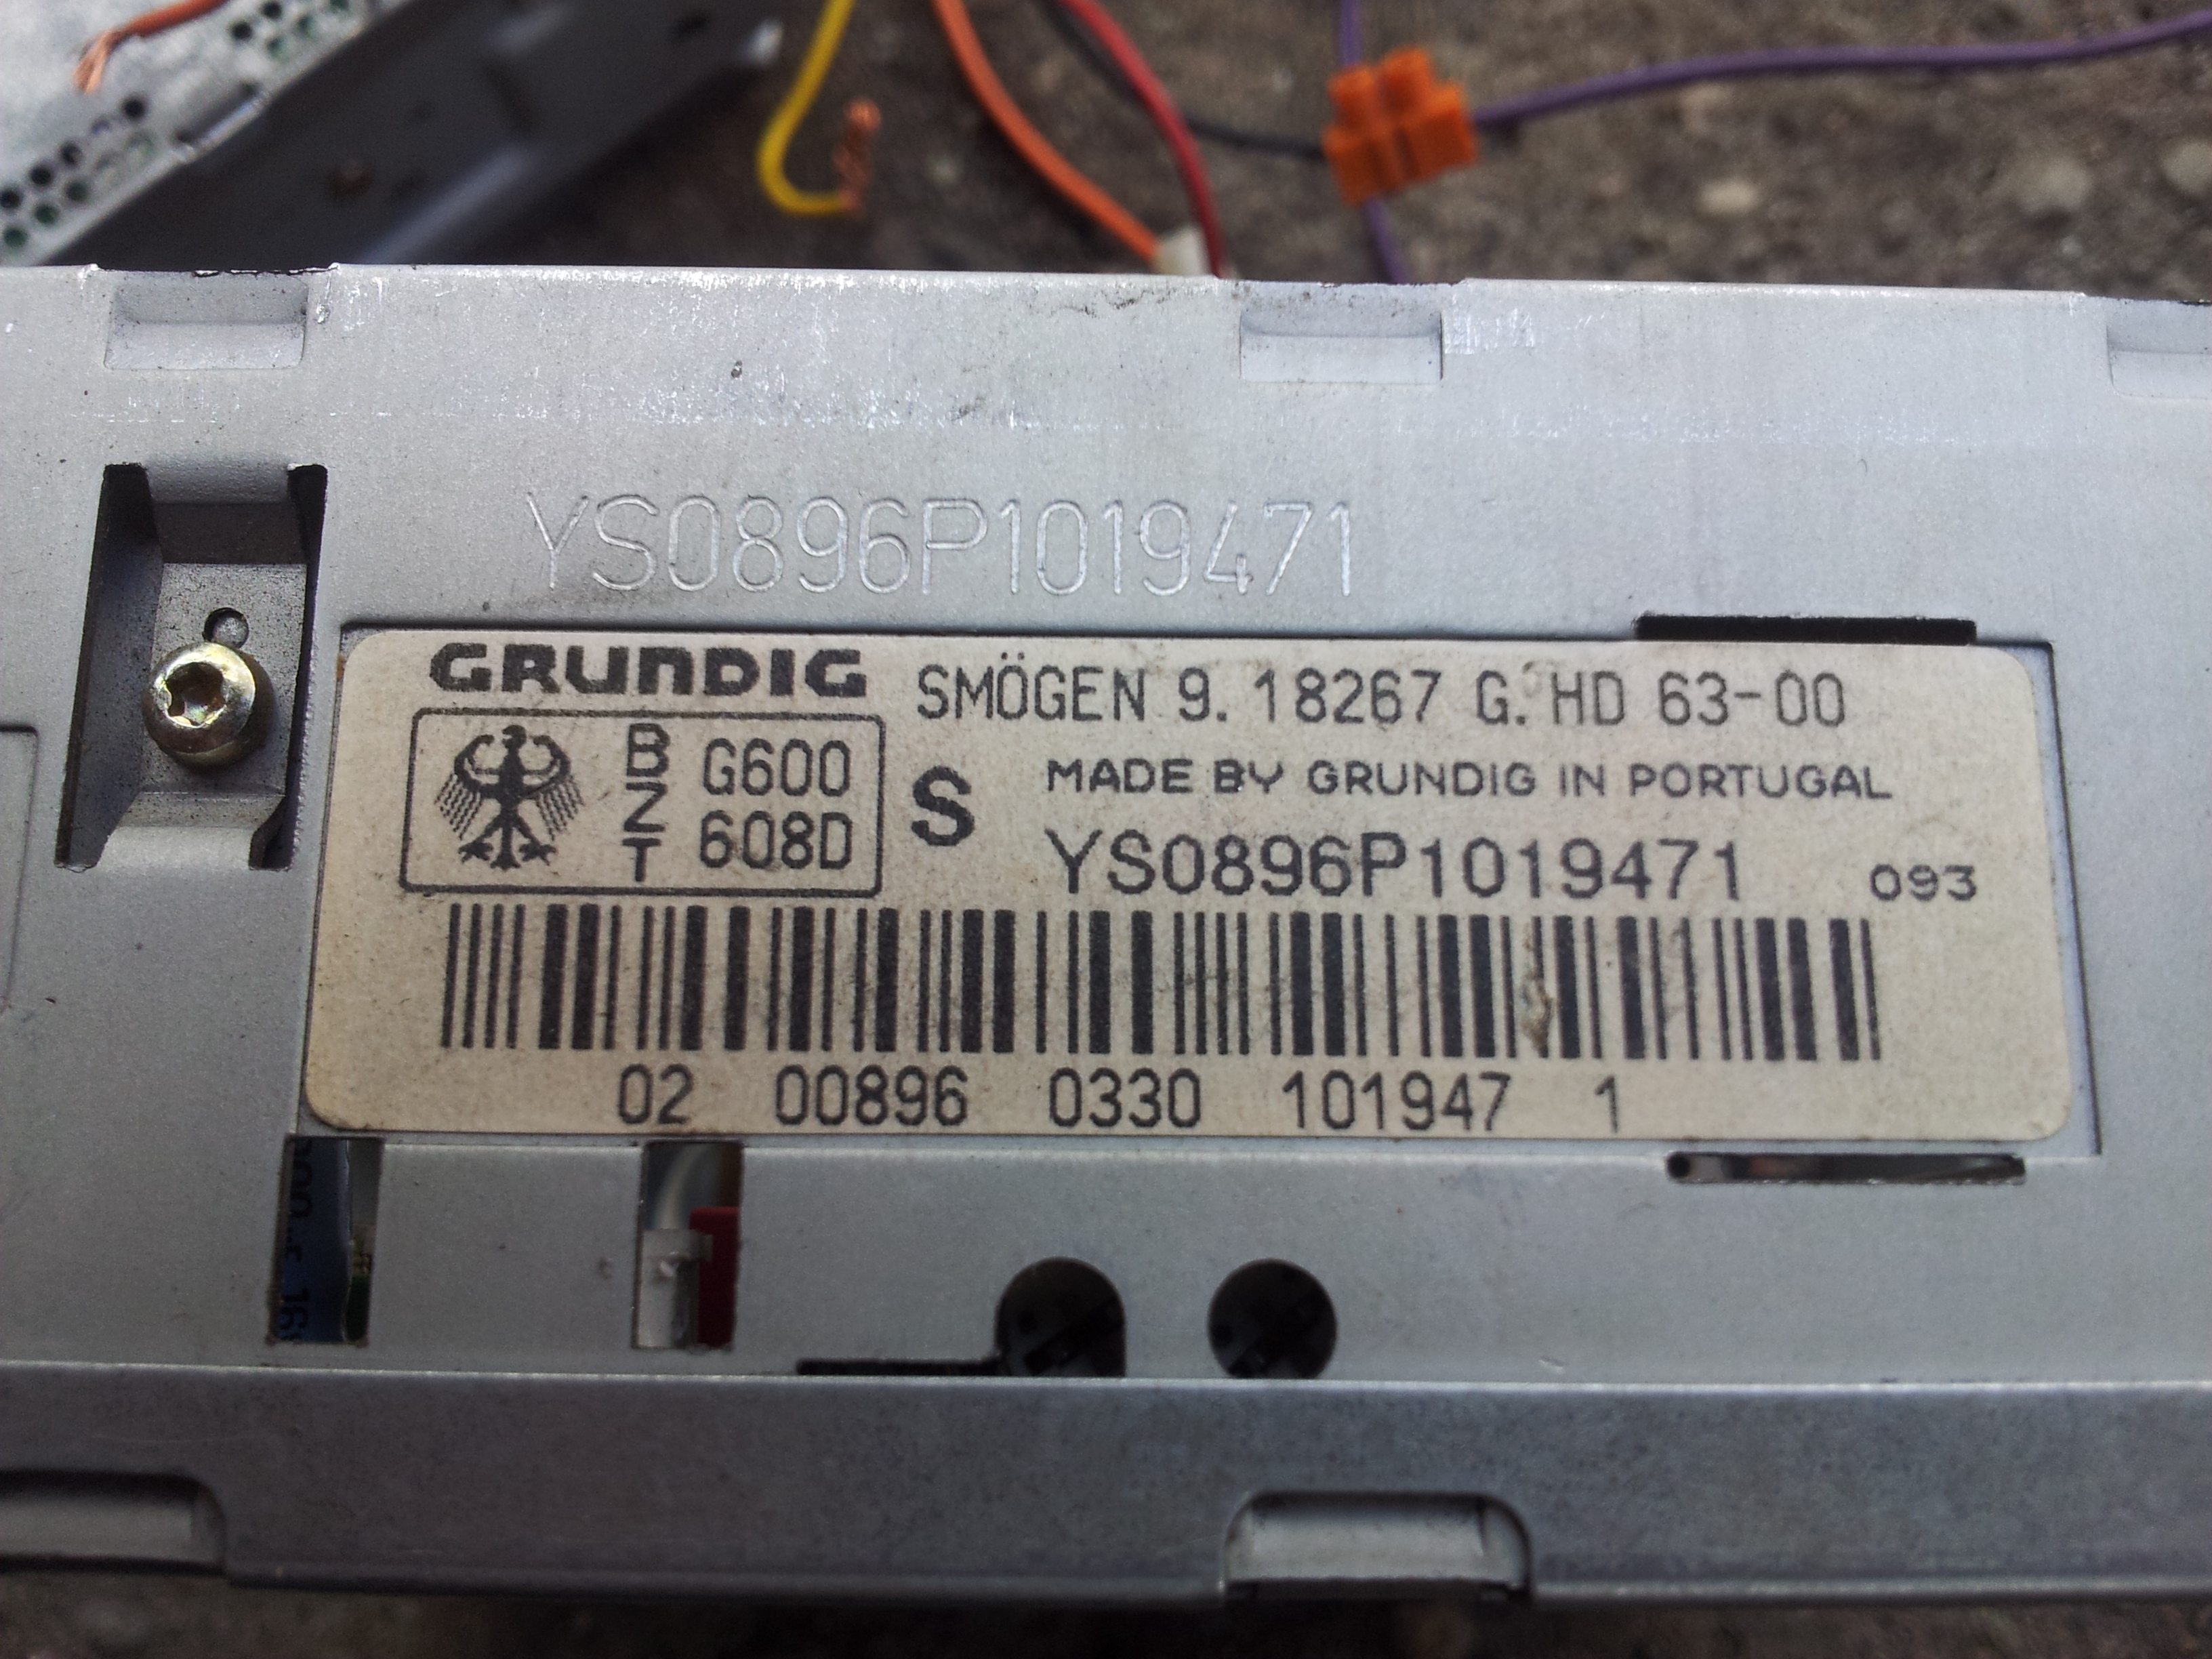 YS0896P1019471
GRUNDIG SMÖGEN 9.18267 G. HD 63-00
BZT G600 608D
S MADE BY GRUNDIG IN PORTUGAL
YS0896P1019471 093
02 00896 0330 101947 1